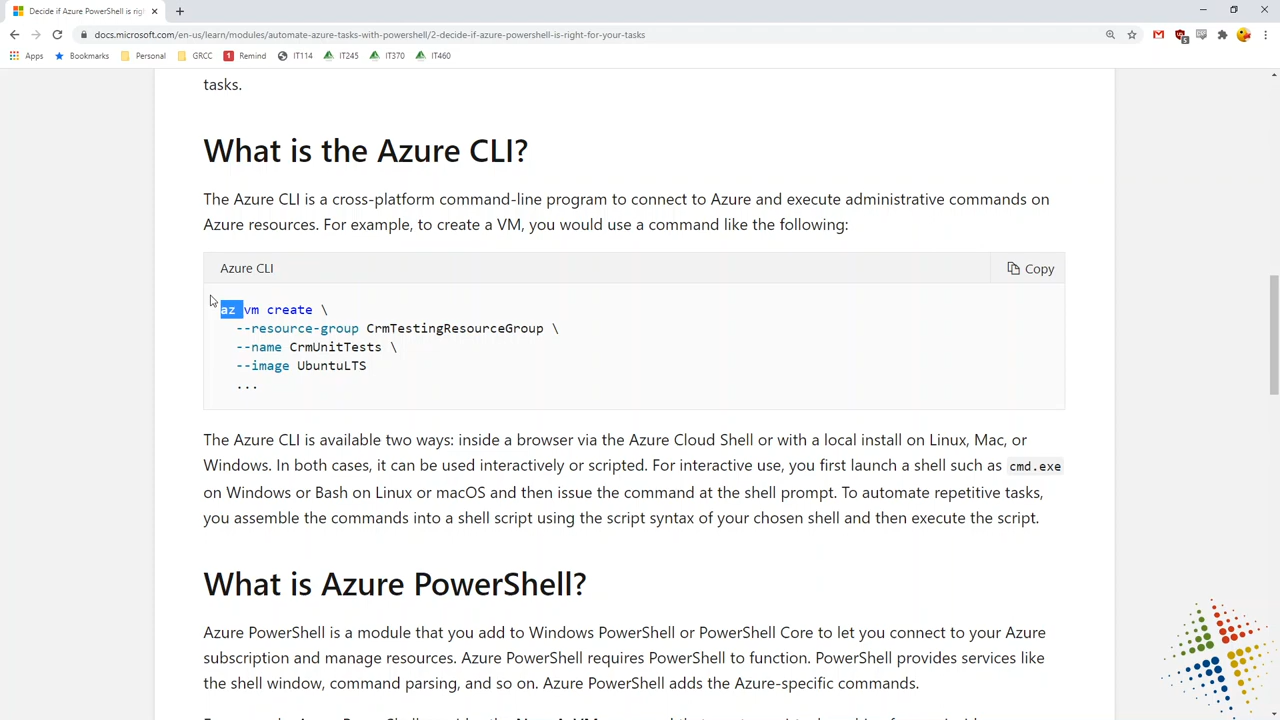 Decide if Azure PowerShell is righ
docs.microsoft.com/en-us/learn/modules/automate-azure-tasks-with-powershell/2-decide-if-azure-powershell-is-right-for-your-tasks
Apps Bookmarks Personal GRCC Remind IT114 IT245 IT370 IT460
tasks.
What is the Azure CLI?
The Azure CLI is a cross-platform command-line program to connect to Azure and execute administrative commands on
Azure resources. For example, to create a VM, you would use a command like the following:
Azure CLI Copy
az vm create \
--resource-group CrmTestingResourceGroup \
--name CrmUnitTests \
--image UbuntuLTS
...
The Azure CLI is available two ways: inside a browser via the Azure Cloud Shell or with a local install on Linux, Mac, or
Windows. In both cases, it can be used interactively or scripted. For interactive use, you first launch a shell such as cmd.exe
on Windows or Bash on Linux or macOS and then issue the command at the shell prompt. To automate repetitive tasks,
you assemble the commands into a shell script using the script syntax of your chosen shell and then execute the script.
What is Azure PowerShell?
Azure PowerShell is a module that you add to Windows PowerShell or PowerShell Core to let you connect to your Azure
subscription and manage resources. Azure PowerShell requires PowerShell to function. PowerShell provides services like
the shell window, command parsing, and so on. Azure PowerShell adds the Azure-specific commands.